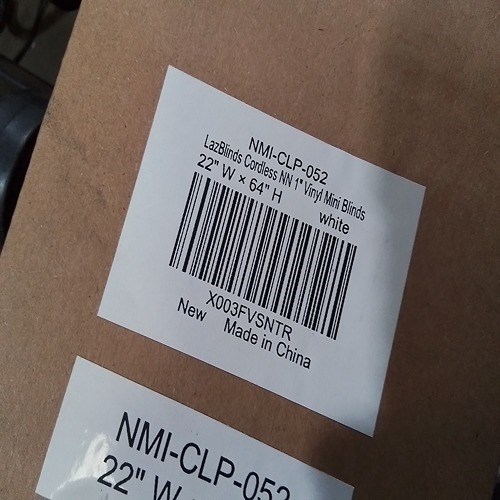 NMI-CLP-052
LazBlinds Cordless NN 1" Vinyl Mini Blinds
22" W × 64" H
white
X003FVSNTR
New Made in China
NMI-CLP-052
22" W